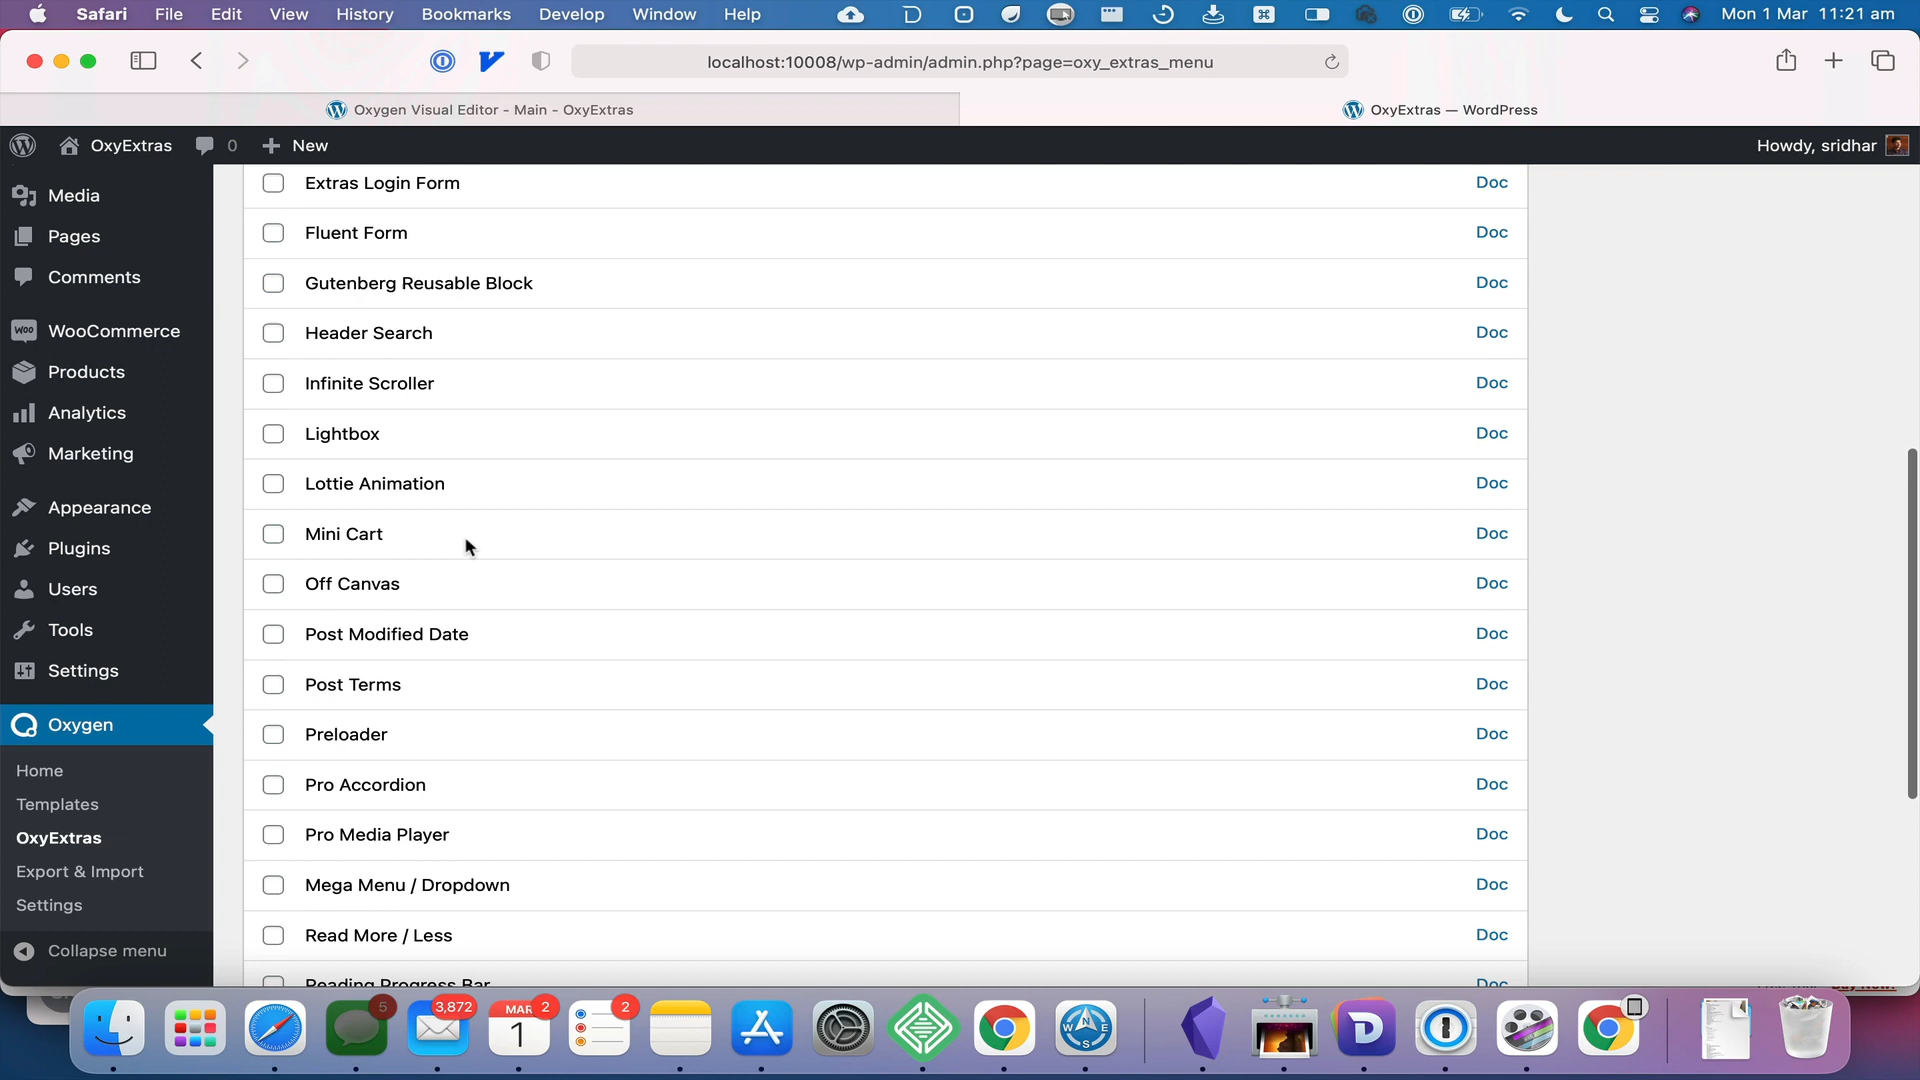 Safari File Edit View History Bookmarks Develop Window Help Mon 1 Mar 11:21 am
localhost:10008/wp-admin/admin.php?page=oxy_extras_menu
Oxygen Visual Editor - Main - OxyExtras
OxyExtras — WordPress
OxyExtras 0 New Howdy, sridhar
Media
Pages
Comments
WooCommerce
Products
Analytics
Marketing
Appearance
Plugins
Users
Tools
Settings
Oxygen
Home
Templates
OxyExtras
Export & Import
Settings
Collapse menu
Extras Login Form Doc
Fluent Form Doc
Gutenberg Reusable Block Doc
Header Search Doc
Infinite Scroller Doc
Lightbox Doc
Lottie Animation Doc
Mini Cart Doc
Off Canvas Doc
Post Modified Date Doc
Post Terms Doc
Preloader Doc
Pro Accordion Doc
Pro Media Player Doc
Mega Menu / Dropdown Doc
Read More / Less Doc
Reading Progress Bar Doc
5
3,872
MAR 2
1
2